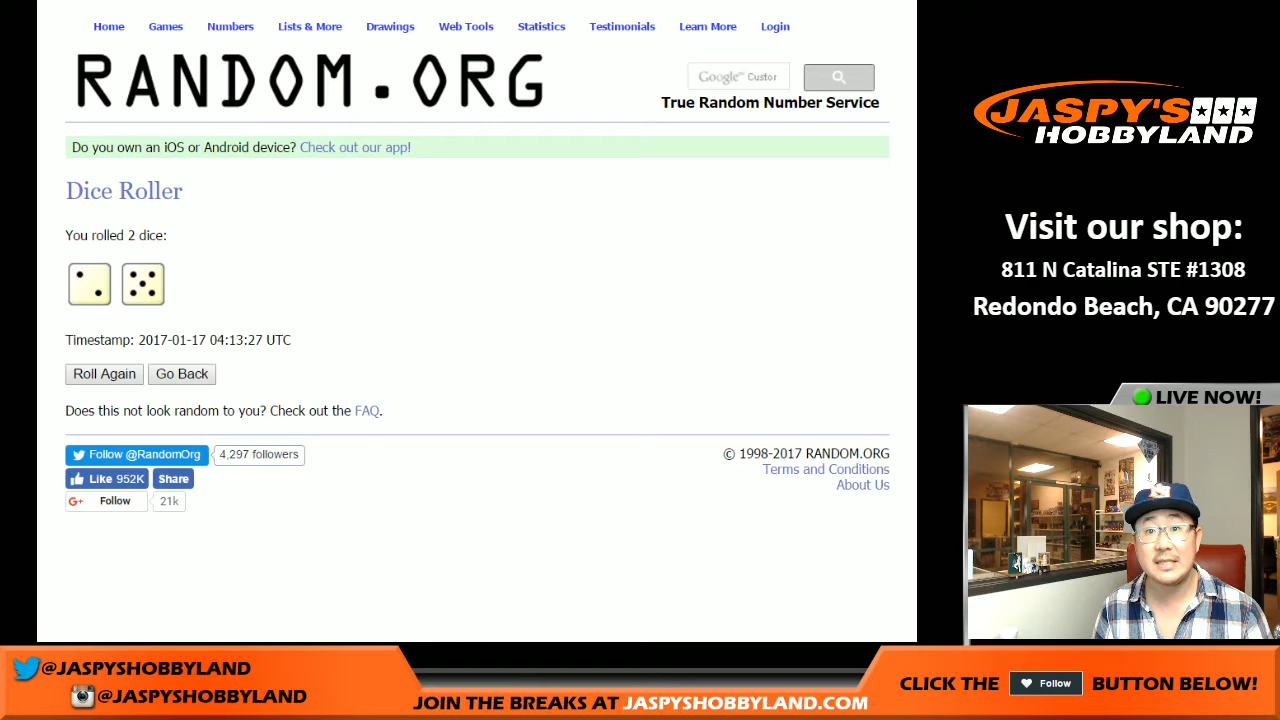 Home Games Numbers Lists & More Drawings Web Tools Statistics Testimonials Learn More Login
RANDOM.ORG
Google™ Custor
True Random Number Service
Do you own an iOS or Android device? Check out our app!
Dice Roller
You rolled 2 dice:
Timestamp: 2017-01-17 04:13:27 UTC
Roll Again Go Back
Does this not look random to you? Check out the FAQ.
Follow @RandomOrg 4,297 followers
Like 952K Share
G+ Follow 21k
© 1998-2017 RANDOM.ORG
Terms and Conditions
About Us
JASPY'S
HOBBYLAND
Visit our shop:
811 N Catalina STE #1308
Redondo Beach, CA 90277
LIVE NOW!
@JASPYSHOBBYLAND
@JASPYSHOBBYLAND
JOIN THE BREAKS AT JASPYSHOBBYLAND.COM
CLICK THE Follow BUTTON BELOW!